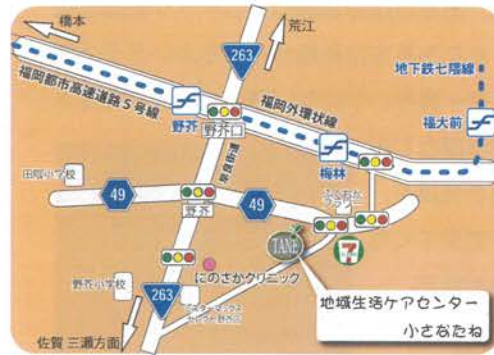 橋本
荒江
263
地下鉄七隈線
福岡都市高速道路5号線
福岡外環状線
野芥
福大前
野芥口
梅林
田隈小学校
49
野芥
49
TANE
7
にのさかクリニック
野芥小学校
263
地域生活ケアセンター
小さなたね
佐賀 三瀬方面